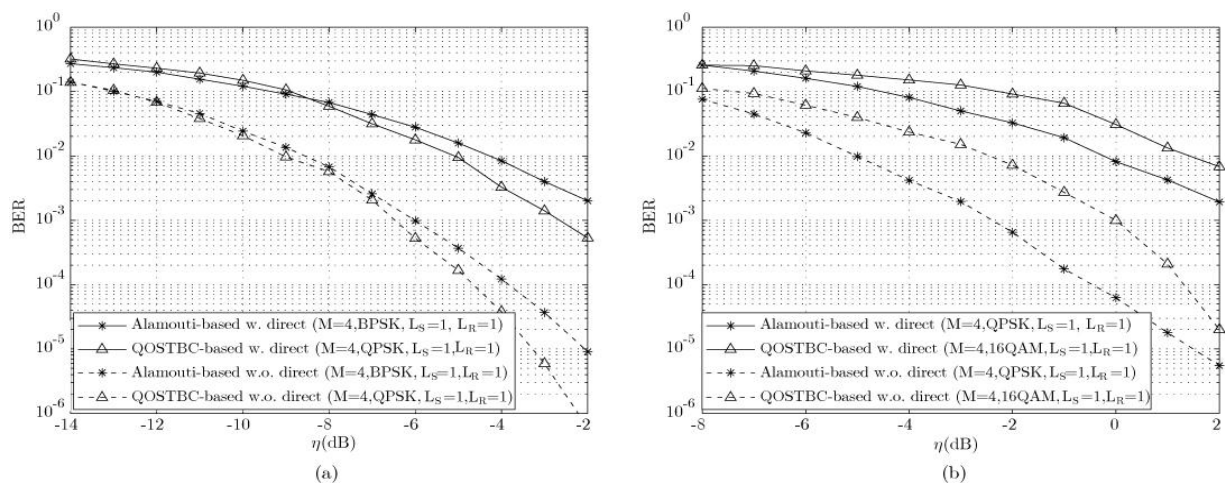 10^0
10^-1
10^-2
10^-3
10^-4
10^-5
10^-6
BER
Alamouti-based w. direct (M=4,BPSK, L_S=1, L_R=1)
QOSTBC-based w. direct (M=4,QPSK, L_S=1,L_R=1)
Alamouti-based w.o. direct (M=4,BPSK, L_S=1,L_R=1)
QOSTBC-based w.o. direct (M=4,QPSK, L_S=1,L_R=1)
-14 -12 -10 -8 -6 -4 -2
η(dB)
(a)
10^0
10^-1
10^-2
10^-3
10^-4
10^-5
10^-6
BER
Alamouti-based w. direct (M=4,QPSK, L_S=1, L_R=1)
QOSTBC-based w. direct (M=4,16QAM, L_S=1,L_R=1)
Alamouti-based w.o. direct (M=4,QPSK, L_S=1,L_R=1)
QOSTBC-based w.o. direct (M=4,16QAM, L_S=1,L_R=1)
-8 -6 -4 -2 0 2
η(dB)
(b)